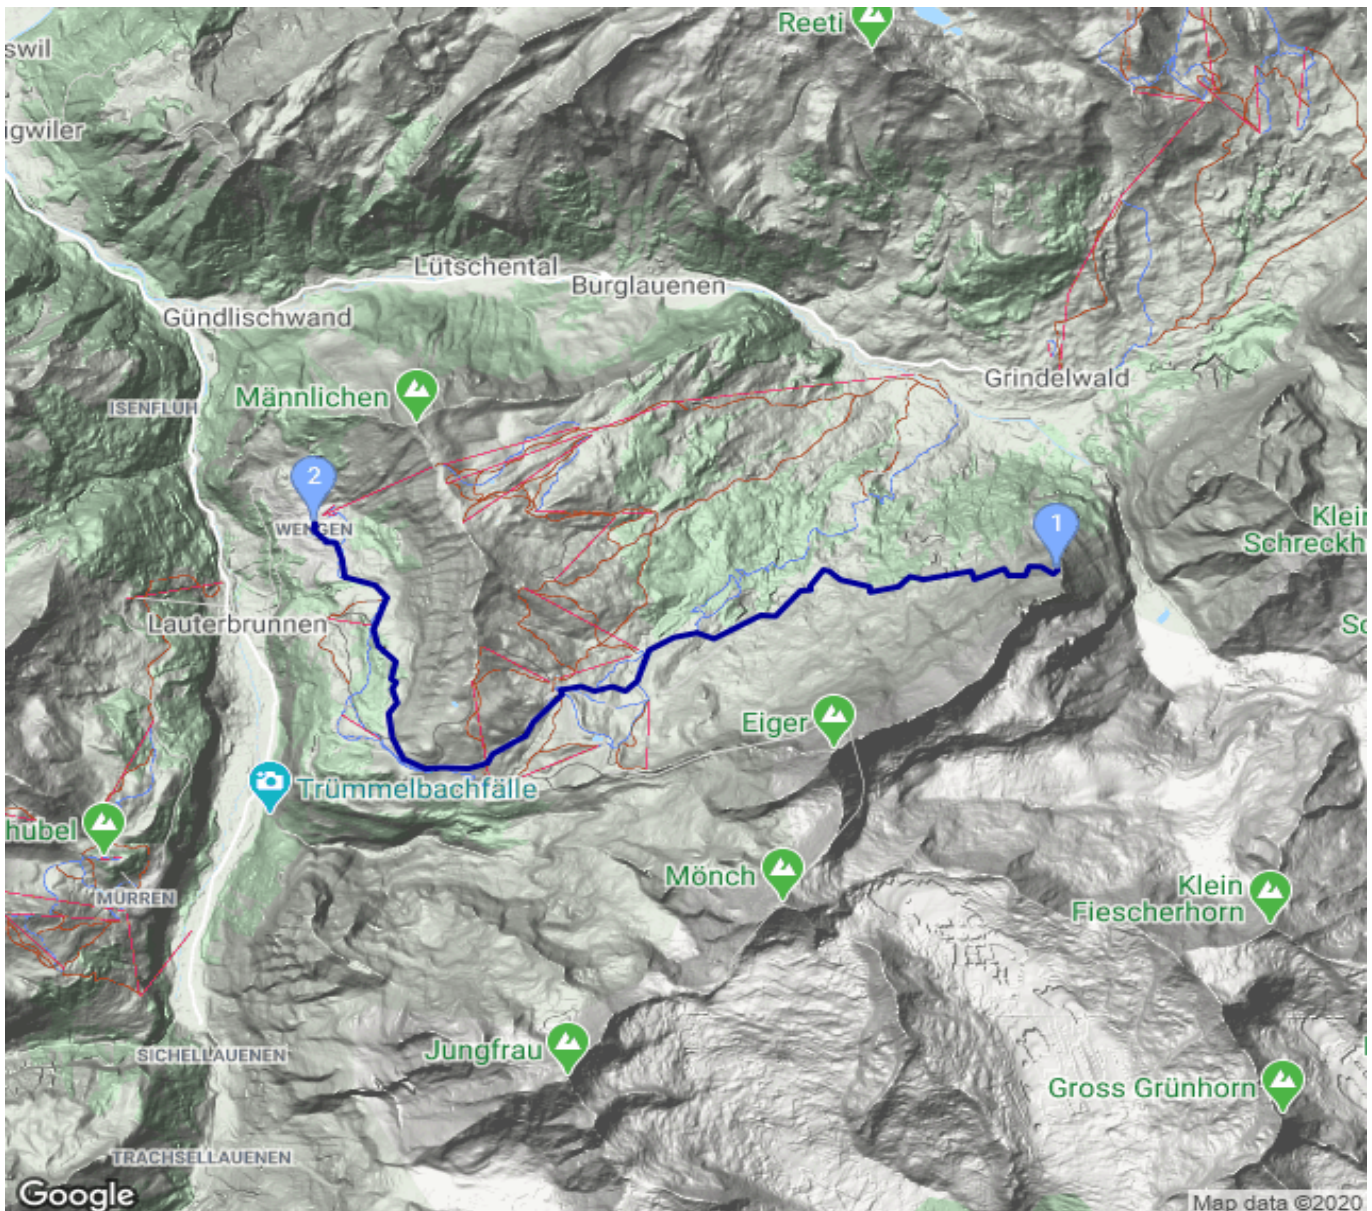 Reeti
swil
igwiler
Lütschental
Burglauenen
Gündlischwand
Grindelwald
Männlichen
ISENFLUH
2
WENGEN
1
Klein
Schreckh
Lauterbrunnen
Sc
Eiger
Trümmelbachfälle
hubel
Mönch
Klein
Fiescherhorn
MÜRREN
Jungfrau
SICHELLAUENEN
Gross Grünhorn
TRACHSELLAUENEN
Google
Map data ©2020